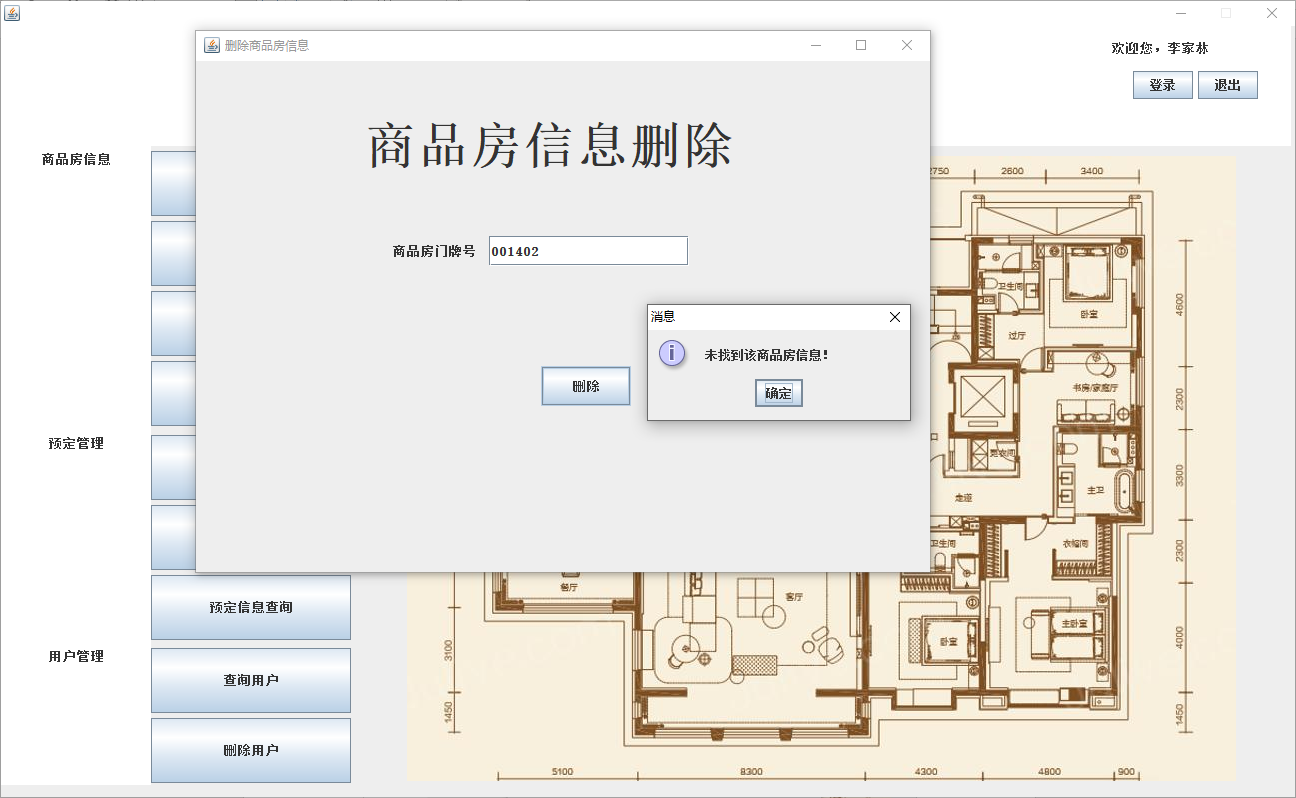 删除商品房信息
欢迎您，李家林
登录
退出
商品房信息删除
商品房信息
商品房门牌号
001402
删除
消息
未找到该商品房信息!
确定
预定管理
预定信息查询
用户管理
查询用户
删除用户
2750
2600
3400
卫生间
卧室
过厅
书房/家庭厅
更衣间
走道
主卫
卫生间
衣帽间
餐厅
客厅
卧室
主卧室
4600
2300
3300
2300
4000
1450
3100
1450
5100
8300
4300
4800
900